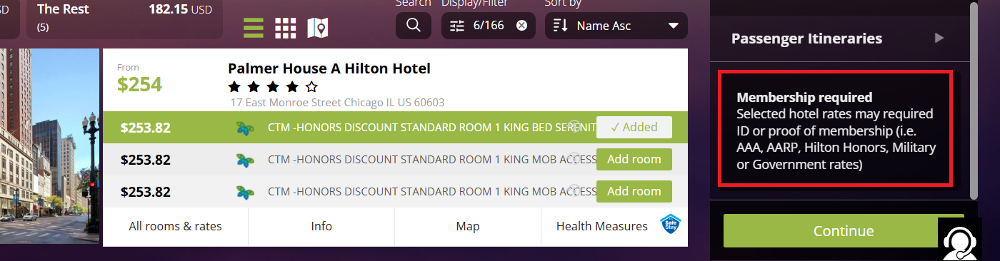 SD
The Rest
182.15 USD
(5)
Search
Display/Filter
Sort by
6/166
Name Asc
Passenger Itineraries
From
$254
Palmer House A Hilton Hotel
17 East Monroe Street Chicago IL US 60603
$253.82
CTM -HONORS DISCOUNT STANDARD ROOM 1 KING BED SERENIT
✓ Added
$253.82
CTM -HONORS DISCOUNT STANDARD ROOM 1 KING MOB ACCESS
Add room
$253.82
CTM -HONORS DISCOUNT STANDARD ROOM 1 KING MOB ACCESS
Add room
All rooms & rates
Info
Map
Health Measures
Safe
Stay
Membership required
Selected hotel rates may required
ID or proof of membership (i.e.
AAA, AARP, Hilton Honors, Military
or Government rates)
Continue